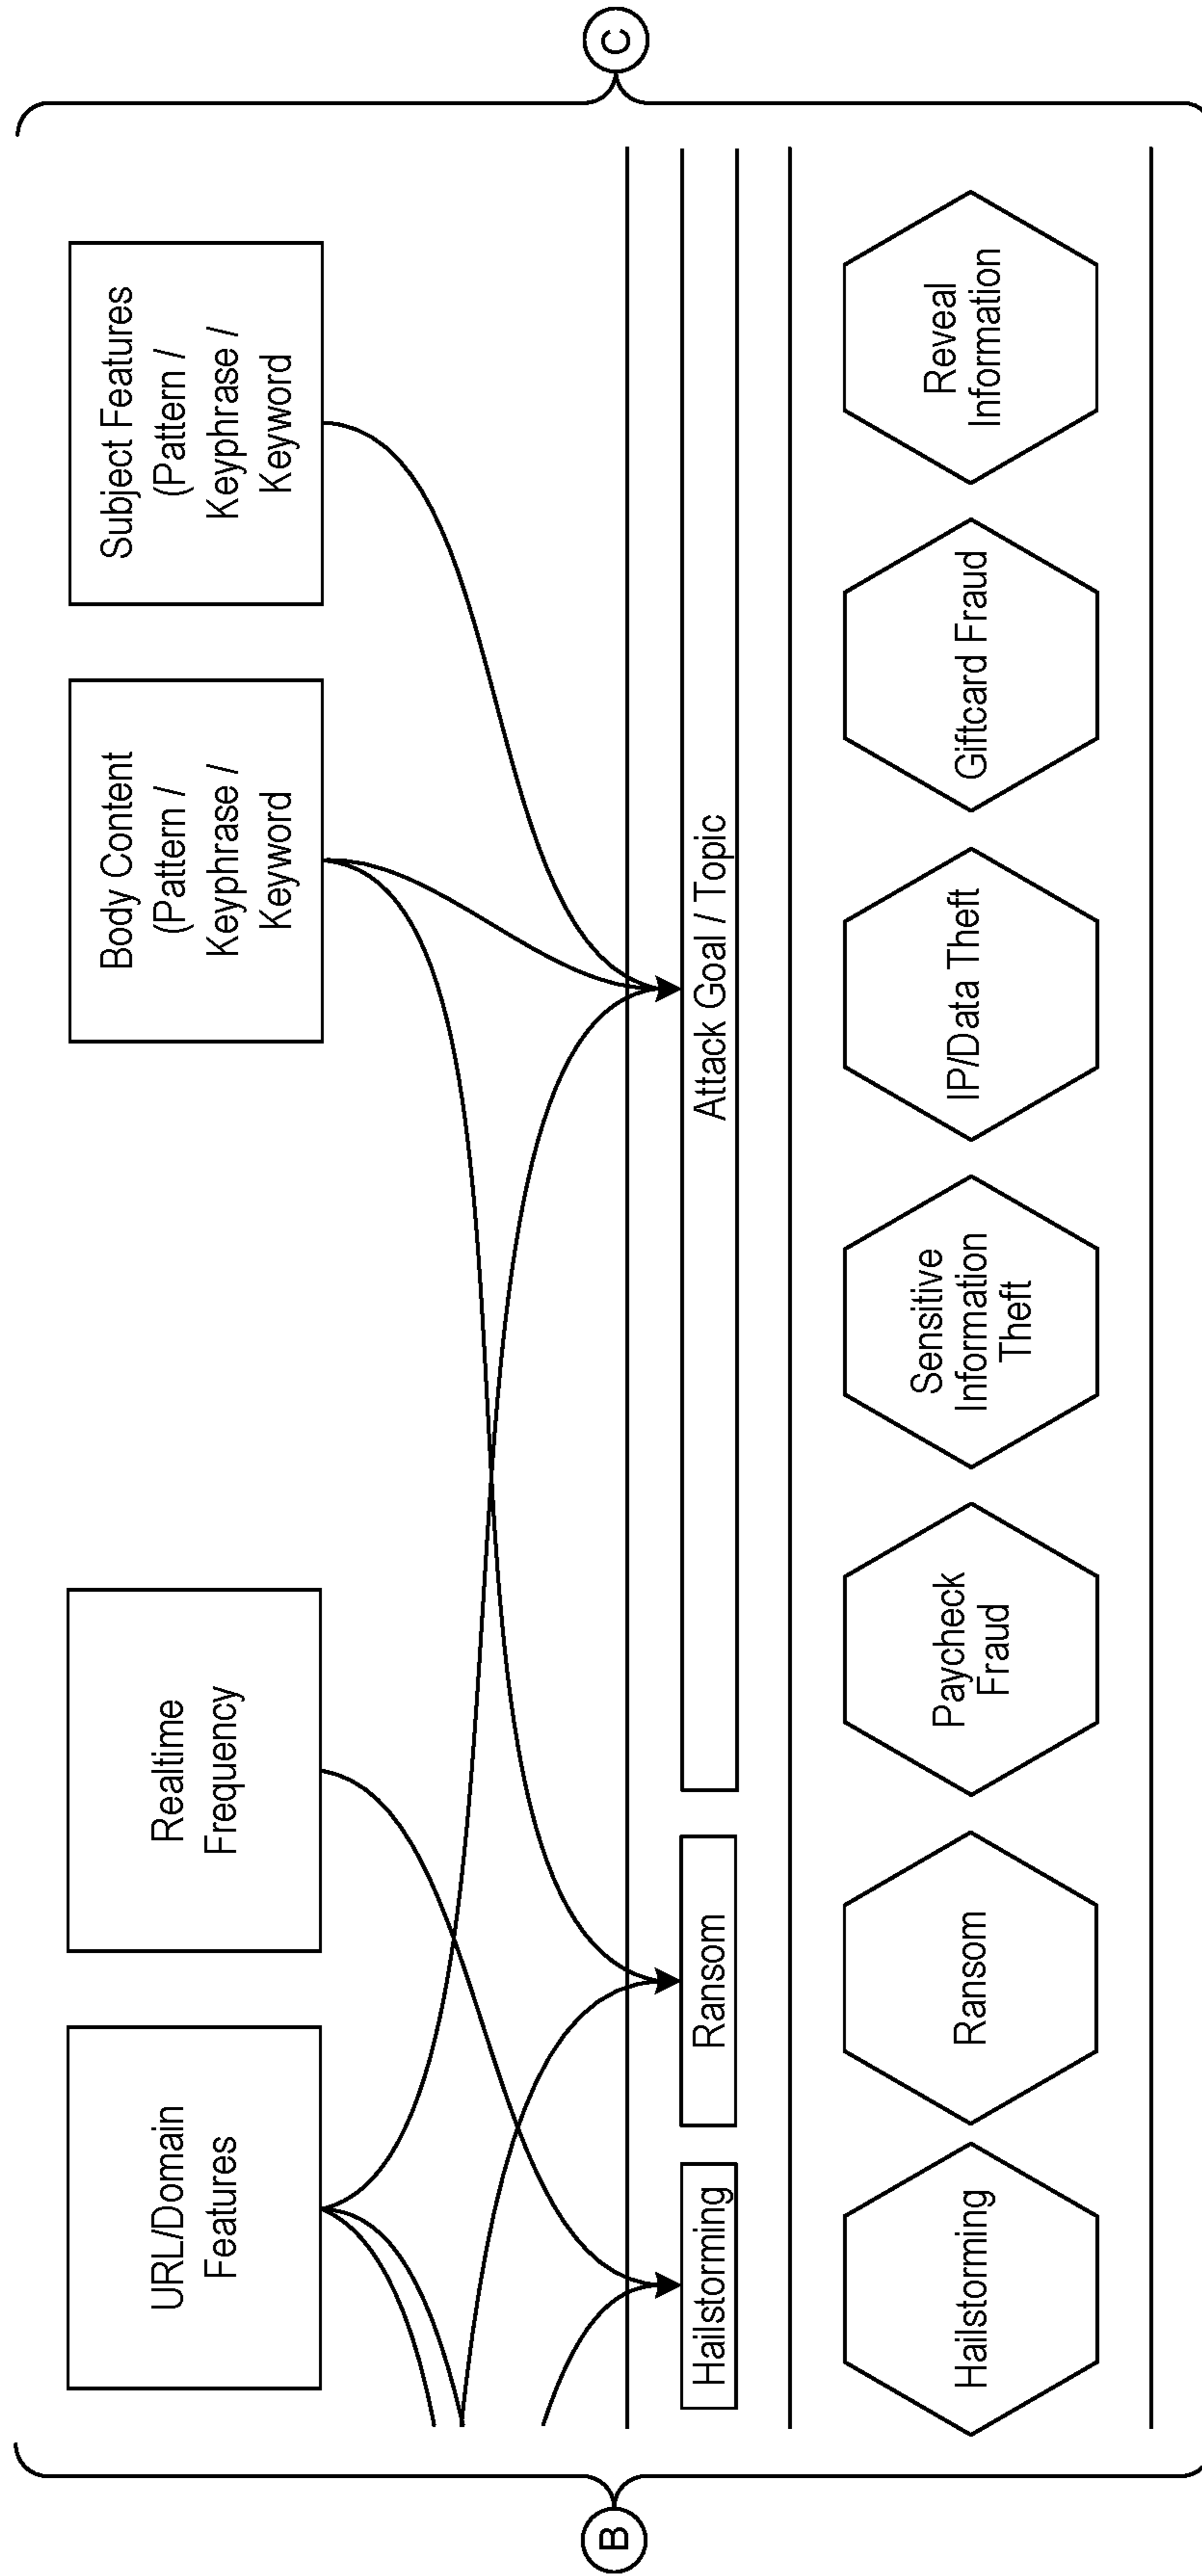 B
URL/Domain
Features
Realtime
Frequency
Body Content
(Pattern /
Keyphrase /
Keyword
Subject Features
(Pattern /
Keyphrase /
Keyword
Hailstorming
Ransom
Attack Goal / Topic
Hailstorming
Ransom
Paycheck
Fraud
Sensitive
Information
Theft
IP/Data Theft
Giftcard Fraud
Reveal
Information
C